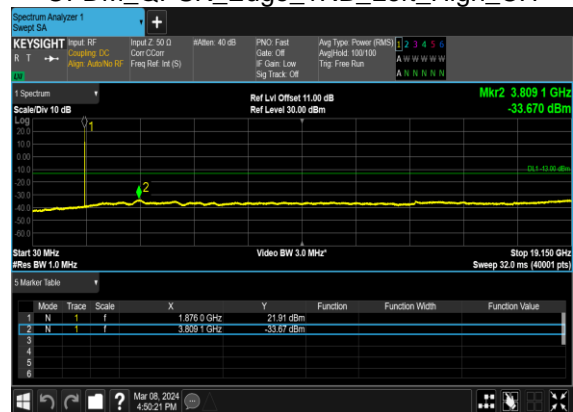 Spectrum Analyzer 1
Swept SA
+
KEYSIGHT Input: RF Input Z: 50 Ω #Atten: 40 dB PNO: Fast Avg Type: Power (RMS) 1 2 3 4 5 6
R T Coupling: DC Corr CCorr Gate: Off Avg|Hold: 100/100 A W W W W W
Align: Auto/No RF Freq Ref: Int (S) IF Gain: Low Trig: Free Run
LU Sig Track: Off A N N N N N
1 Spectrum Ref Lvl Offset 11.00 dB Mkr2 3.809 1 GHz
Scale/Div 10 dB Ref Level 30.00 dBm -33.670 dBm
Log
20.0
10.0
0.00
-10.0
-20.0
-30.0
-40.0
-50.0
-60.0
1
2
DL1 -13.00 dBm
Start 30 MHz Video BW 3.0 MHz* Stop 19.150 GHz
#Res BW 1.0 MHz Sweep 32.0 ms (40001 pts)
5 Marker Table
Mode Trace Scale X Y Function Function Width Function Value
1 N 1 f 1.876 0 GHz 21.91 dBm
2 N 1 f 3.809 1 GHz -33.67 dBm
3
4
5
6
? Mar 08, 2024
4:50:21 PM